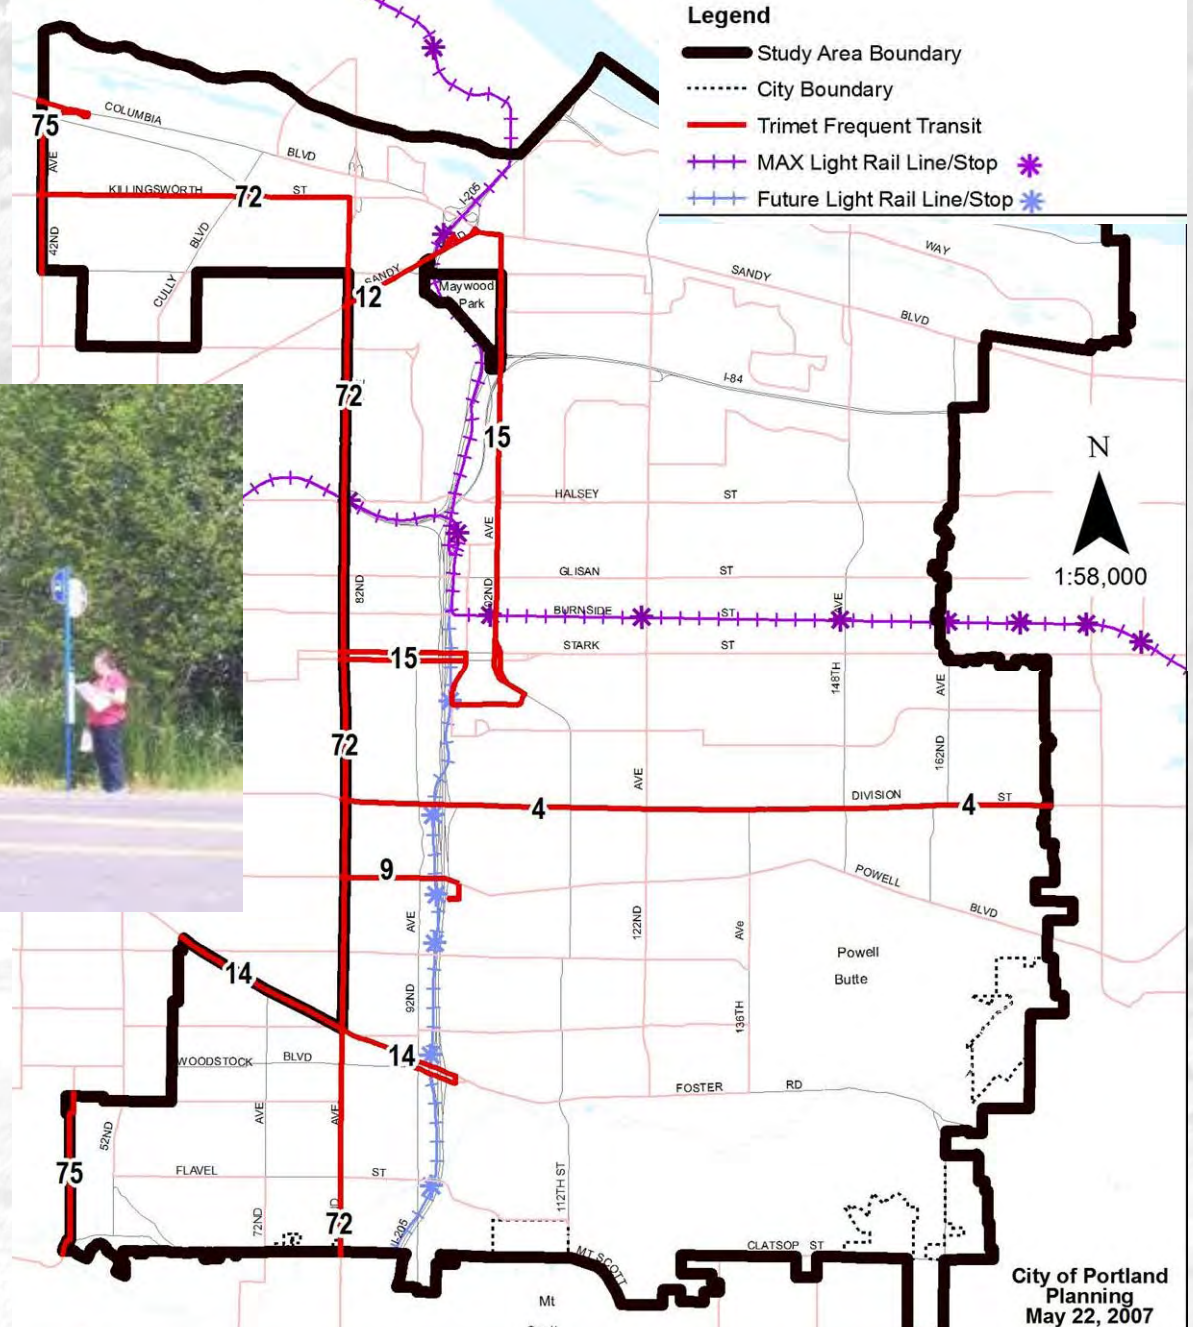 Legend
Study Area Boundary
City Boundary
Trimet Frequent Transit
MAX Light Rail Line/Stop
Future Light Rail Line/Stop
75
COLUMBIA
BLVD
AVE
KILLINGSWORTH
72
ST
I-205
42ND
BLVD
CULLY
SANDY
12
Maywood
Park
WAY
SANDY
BLVD
I-84
72
15
N
1:58,000
HALSEY
ST
AVE
GLISAN
ST
82ND
AVE
BURNSIDE
ST
STARK
ST
15
148TH
AVE
72
162ND
AVE
4
DIVISION
4
ST
9
POWELL
BLVD
AVE
122ND
AVe
Powell
Butte
14
92ND
136TH
WOODSTOCK
BLVD
14
FOSTER
RD
AVE
AVE
52ND
75
FLAVEL
ST
112TH ST
72ND
72
I-205
CLATSOP
ST
MT SCOTT
Mt
City of Portland
Planning
May 22, 2007